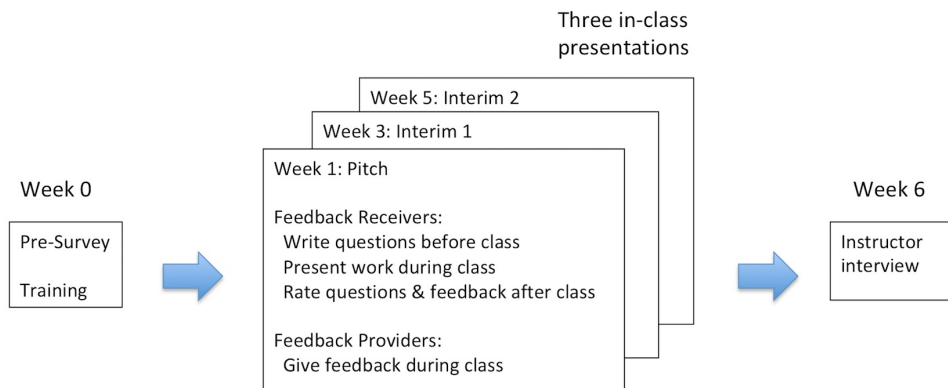 Three in-class
presentations
Week 5: Interim 2
Week 3: Interim 1
Week 1: Pitch
Feedback Receivers:
Write questions before class
Present work during class
Rate questions & feedback after class
Feedback Providers:
Give feedback during class
Week 0
Pre-Survey
Training
Week 6
Instructor
interview